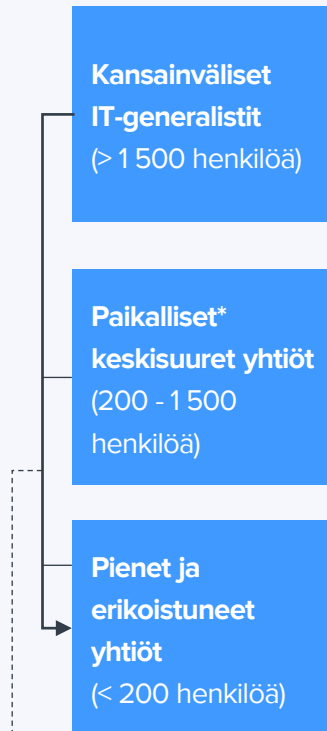 Kansainväliset
IT-generalistit
(> 1 500 henkilöä)
Paikalliset*
keskisuuret yhtiöt
(200 - 1 500
henkilöä)
Pienet ja
erikoistuneet
yhtiöt
(< 200 henkilöä)